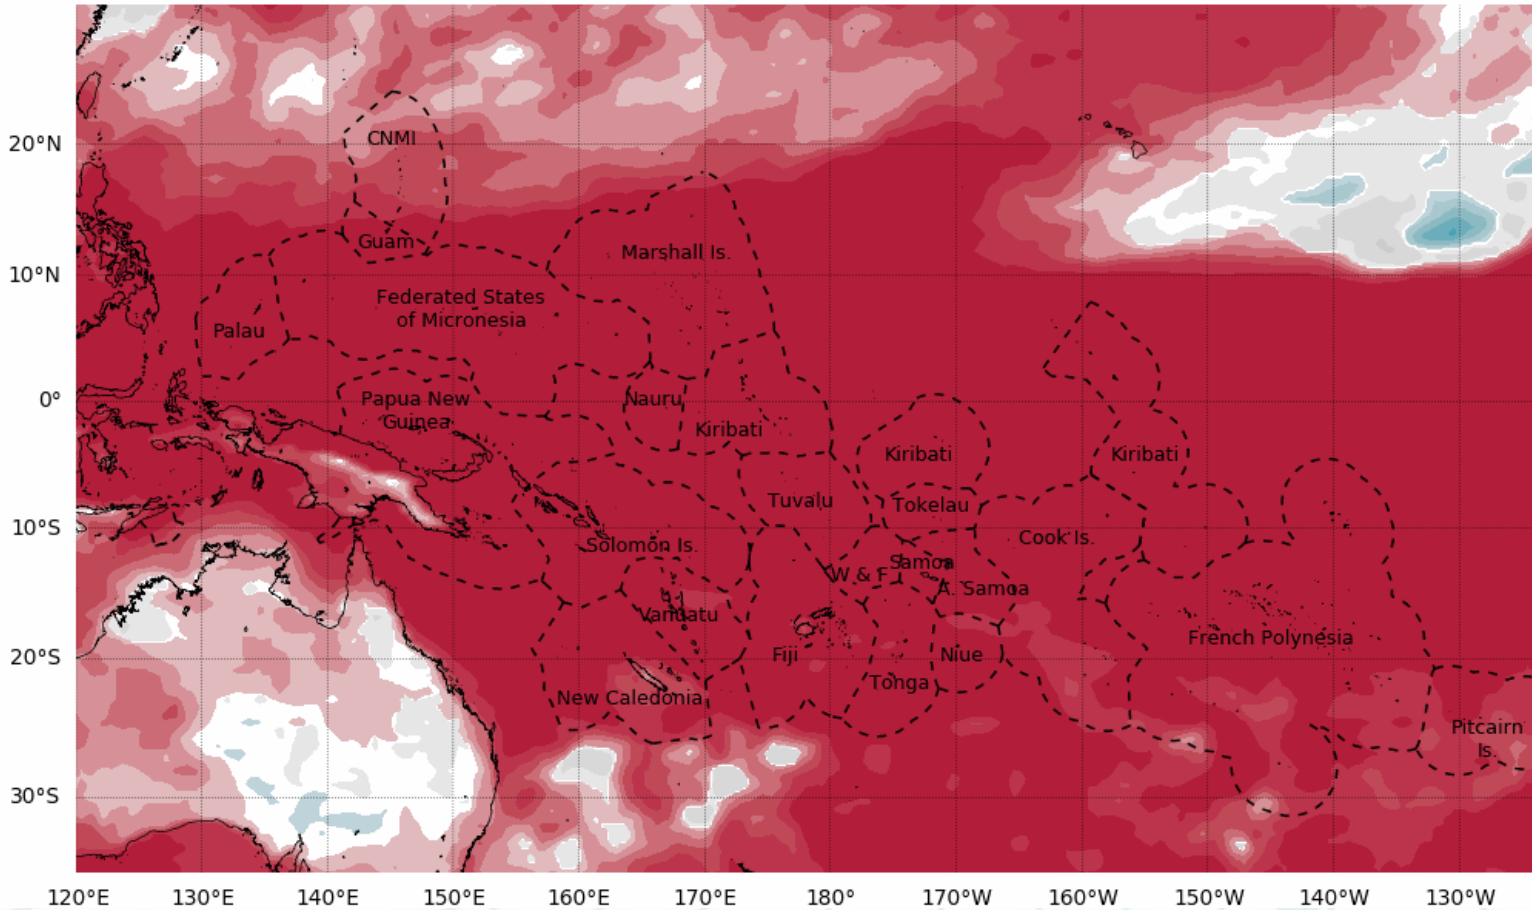 20°N
CNMI
Guam
Marshall Is.
10°N
Federated States
of Micronesia
Palau
0°
Papua New
Guinea
Nauru
Kiribati
Kiribati
Kiribati
Tuvalu
Tokelau
10°S
Solomon Is.
Cook Is.
Samoa
W & F
A. Samoa
Vanuatu
French Polynesia
20°S
Fiji
Niue
Tonga
New Caledonia
Pitcairn
Is.
30°S
120°E 130°E 140°E 150°E 160°E 170°E 180° 170°W 160°W 150°W 140°W 130°W